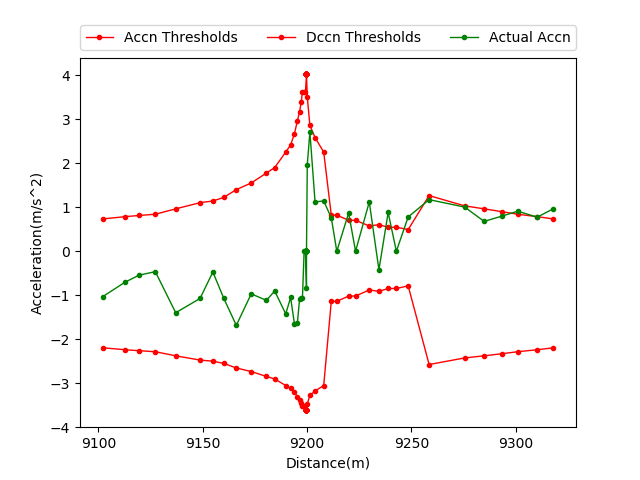 Accn Thresholds Dccn Thresholds Actual Accn
4
3
2
1
0
−1
−2
−3
−4
Acceleration(m/s^2)
9100 9150 9200 9250 9300
Distance(m)